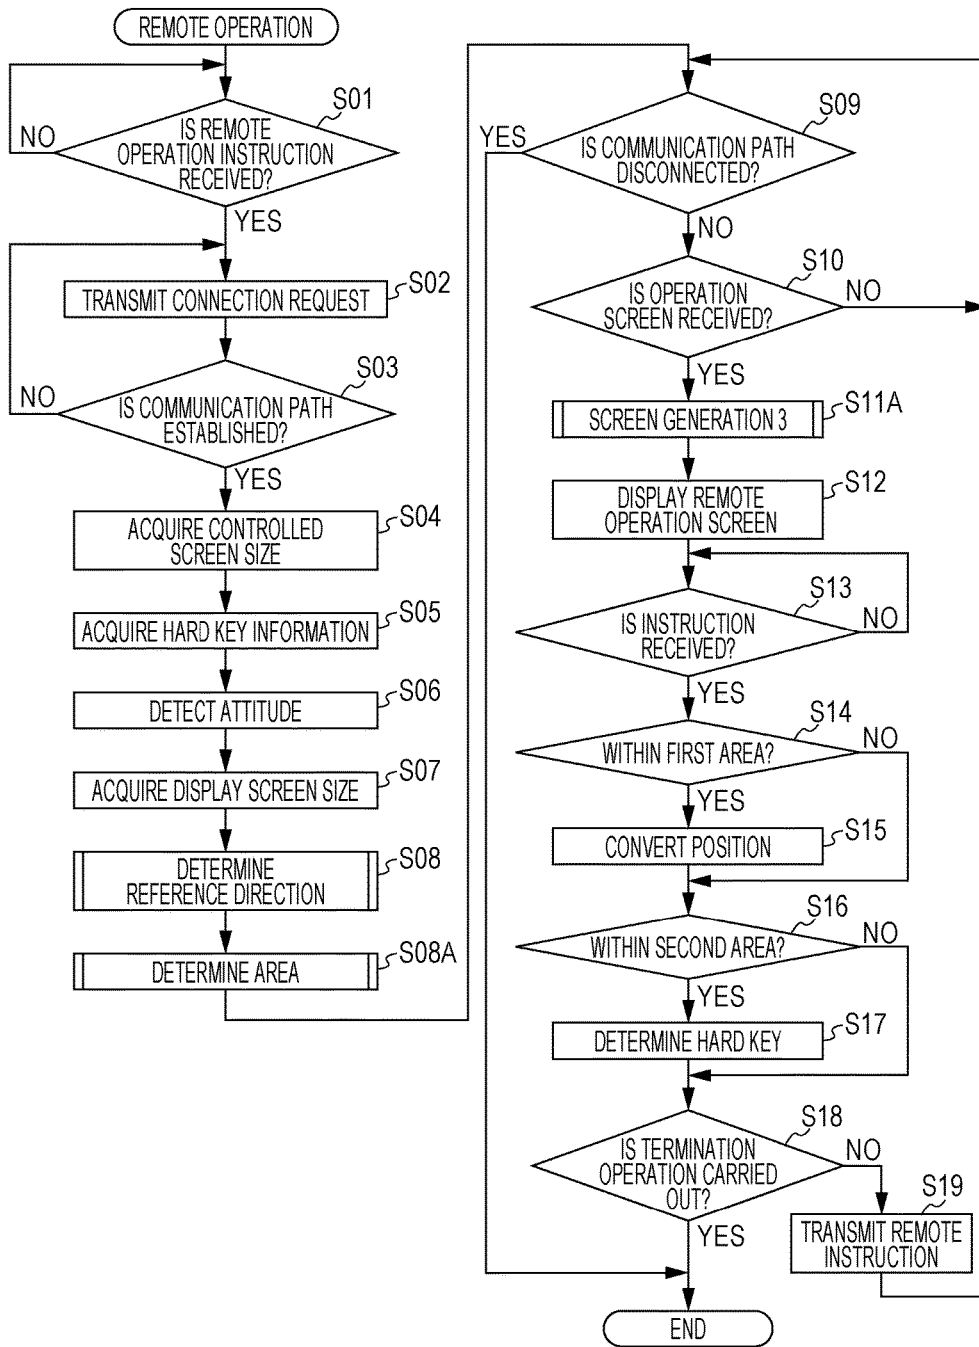 REMOTE OPERATION
S01
IS REMOTE
OPERATION INSTRUCTION
RECEIVED?
NO
YES
S02
TRANSMIT CONNECTION REQUEST
S03
NO
IS COMMUNICATION PATH
ESTABLISHED?
YES
S04
ACQUIRE CONTROLLED
SCREEN SIZE
S05
ACQUIRE HARD KEY INFORMATION
S06
DETECT ATTITUDE
S07
ACQUIRE DISPLAY SCREEN SIZE
S08
DETERMINE
REFERENCE DIRECTION
S08A
DETERMINE AREA
S09
YES
IS COMMUNICATION PATH
DISCONNECTED?
NO
S10
IS OPERATION
SCREEN RECEIVED?
NO
YES
S11A
SCREEN GENERATION 3
S12
DISPLAY REMOTE
OPERATION SCREEN
S13
IS INSTRUCTION
RECEIVED?
NO
YES
S14
WITHIN FIRST AREA?
NO
YES
S15
CONVERT POSITION
S16
WITHIN SECOND AREA?
NO
YES
S17
DETERMINE HARD KEY
S18
IS TERMINATION
OPERATION CARRIED
OUT?
NO
YES
S19
TRANSMIT REMOTE
INSTRUCTION
END